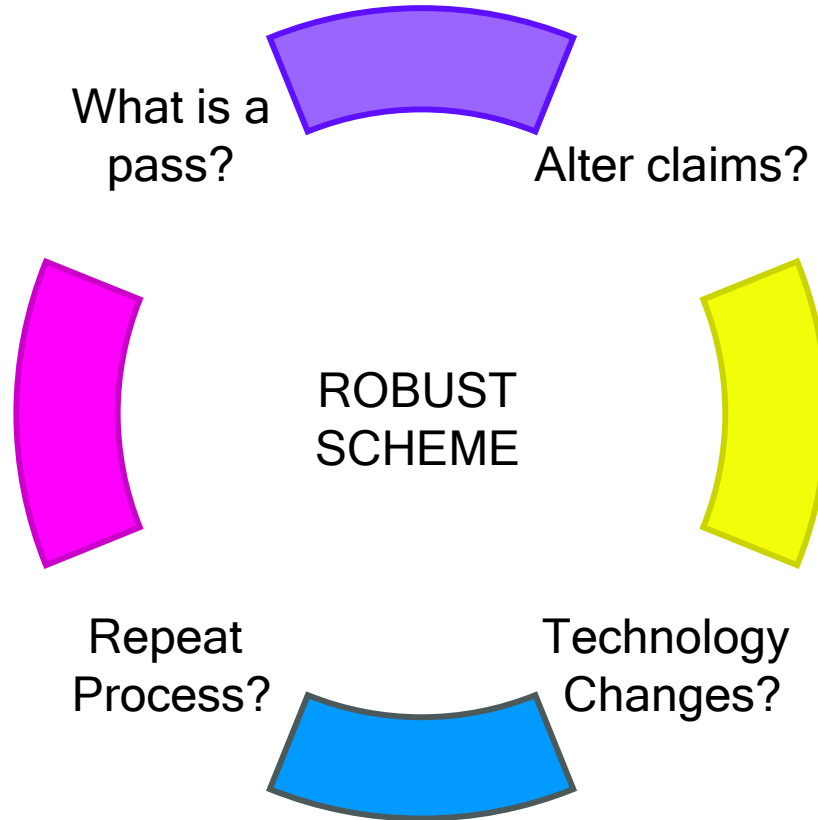 What is a
pass?
Alter claims?
ROBUST
SCHEME
Repeat
Process?
Technology
Changes?